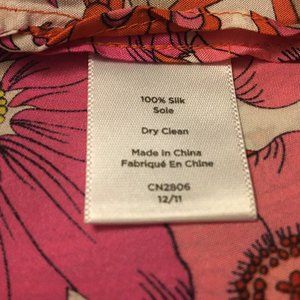 100% Silk
Soie
Dry Clean
Made In China
Fabriqué En Chine
CN2806
12/11